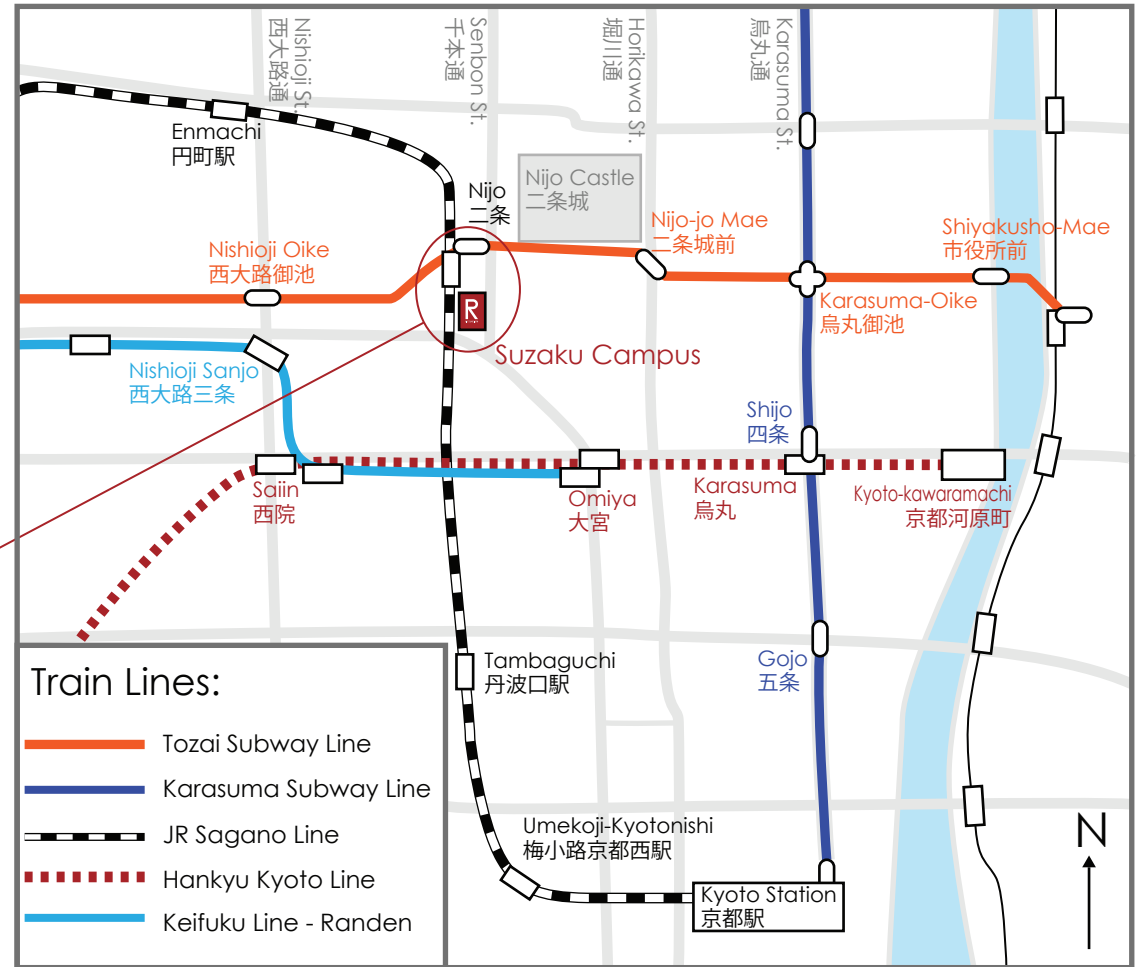 Nishioji St.
西大路通
Senbon St.
千本通
Horikawa St.
堀川通
Karasuma St.
烏丸通
Enmachi
円町駅
Nijo
二条
Nijo Castle
二条城
Nishioji Oike
西大路御池
Nijo-jo Mae
二条城前
Shiyakusho-Mae
市役所前
Karasuma-Oike
烏丸御池
R
Suzaku Campus
Nishioji Sanjo
西大路三条
Shijo
四条
Saiin
西院
Omiya
大宮
Karasuma
烏丸
Kyoto-kawaramachi
京都河原町
Tambaguchi
丹波口駅
Gojo
五条
Umekoji-Kyotonishi
梅小路京都西駅
Kyoto Station
京都駅
N
Train Lines:
Tozai Subway Line
Karasuma Subway Line
JR Sagano Line
Hankyu Kyoto Line
Keifuku Line - Randen